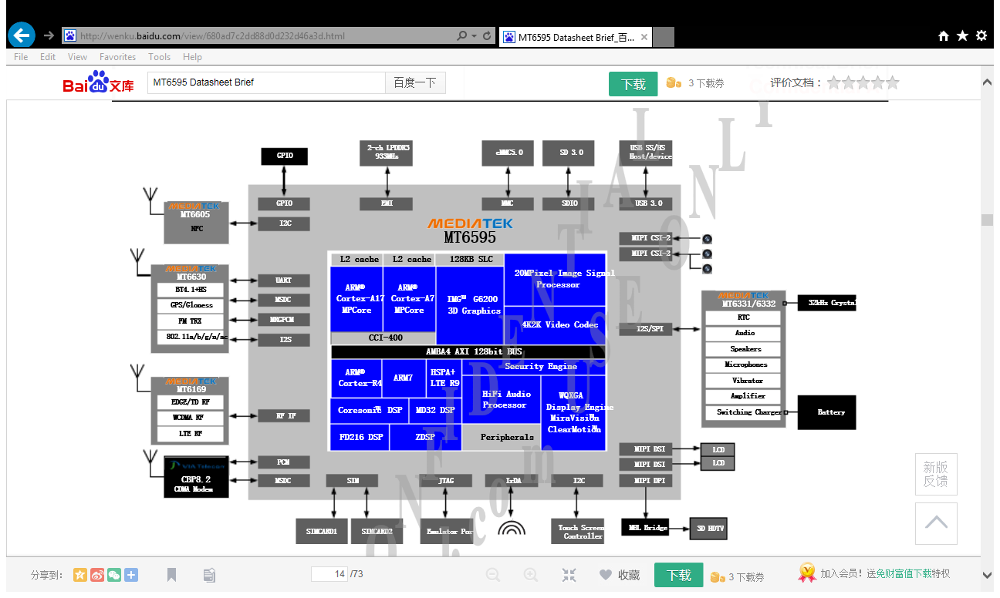 http://wenku.baidu.com/view/680ad7c2dd88d0d232d46a3d.html
MT6595 Datasheet Brief_百...
File Edit View Favorites Tools Help
Bai du 文库
MT6595 Datasheet Brief
百度一下
下载
3 下载券
评价文档：
GPIO
2-ch LPDDR3
933MHz
eMMC5.0
SD 3.0
USB SS/HS
Host/device
GPIO
EMI
MMC
SDIO
USB 3.0
MEDIATEK
MT6605
NFC
I2C
MEDIATEK
MT6595
MIPI CSI-2
MIPI CSI-2
MEDIATEK
MT6630
BT4.1+HS
GPS/Gloness
FM TRX
802.11a/b/g/n/ac
UART
MSDC
MRGPCM
I2S
L2 cache
L2 cache
128KB SLC
ARM®
Cortex-A17
MPCore
ARM®
Cortex-A7
MPCore
IMG™ G6200
3D Graphics
20MPixel Image Signal
Processor
4K2K Video Codec
CCI-400
AMBA4 AXI 128bit BUS
ARM®
Cortex-R4
ARM7
HSPA+
LTE R9
Security Engine
HiFi Audio
Processor
WQXGA
Display Engine
MiraVision™
ClearMotion™
Coresonic™ DSP
MD32 DSP
FD216 DSP
ZDSP
Peripherals
I2S/SPI
MEDIATEK
MT6331/6332
RTC
Audio
Speakers
Microphones
Vibrator
Amplifier
Switching Charger
32kHz Crystal
Battery
MEDIATEK
MT6169
EDGE/TD RF
WCDMA RF
LTE RF
RF IF
VIA Telecom
CBP8.2
CDMA Modem
PCM
MSDC
MIPI DSI
MIPI DSI
MIPI DPI
LCD
LCD
SIM
JTAG
IrDA
I2C
SIMCARD1
SIMCARD2
Emulator Por
Touch Screen
Controller
MHL Bridge
3D HDTV
新版
反馈
分享到：
14 /73
收藏
下载
3 下载券
加入会员！送免财富值下载特权